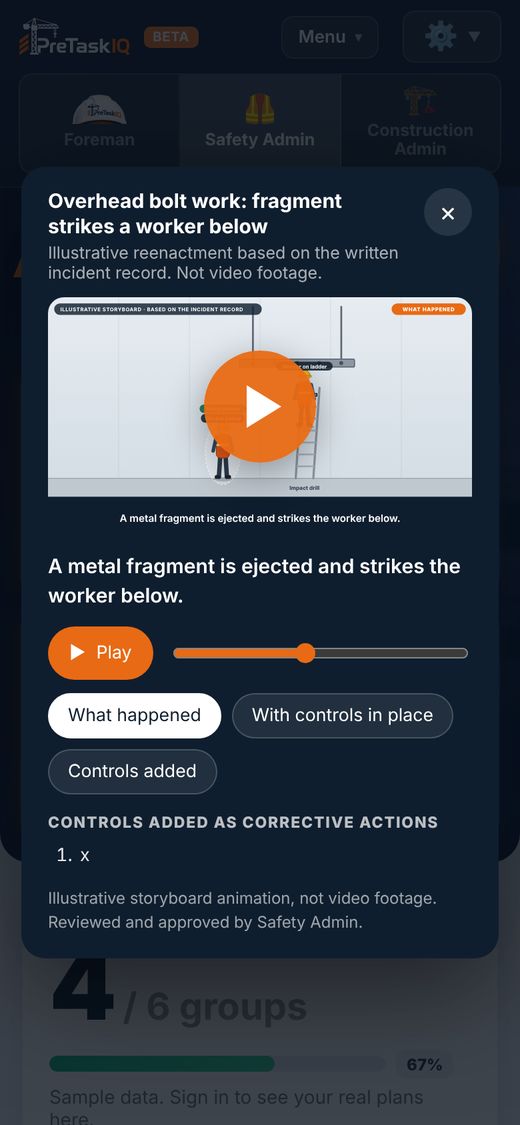 PreTaskIQ BETA Menu ▾ ▼
PreTaskIQ
Foreman
Safety Admin
Construction
Admin
Overhead bolt work: fragment
strikes a worker below
×
Illustrative reenactment based on the written
incident record. Not video footage.
ILLUSTRATIVE STORYBOARD · BASED ON THE INCIDENT RECORD
WHAT HAPPENED
on ladder
Impact drill
A metal fragment is ejected and strikes the worker below.
A metal fragment is ejected and strikes the
worker below.
Play
What happened
With controls in place
Controls added
CONTROLS ADDED AS CORRECTIVE ACTIONS
1. x
Illustrative storyboard animation, not video footage.
Reviewed and approved by Safety Admin.
4 / 6 groups
67%
Sample data. Sign in to see your real plans
here.